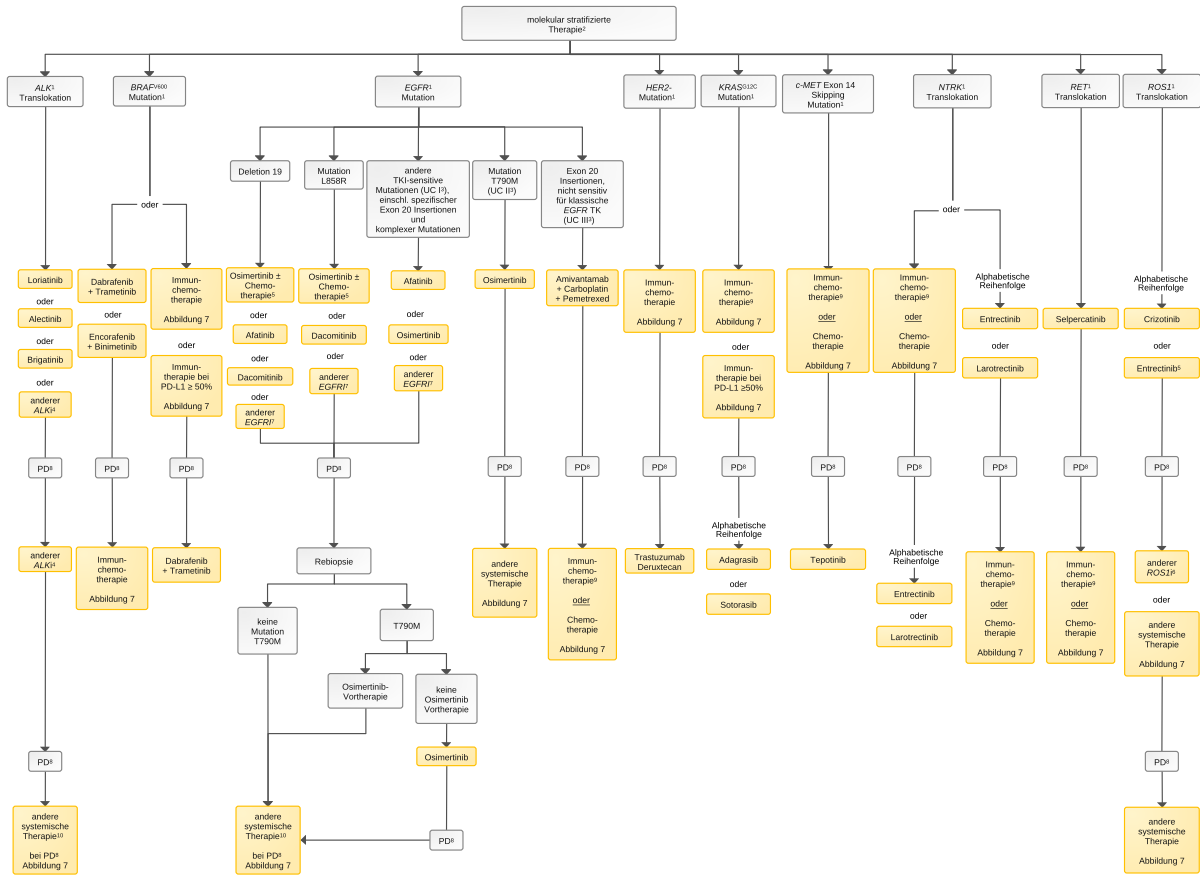 molekular stratifizierte
Therapie²
ALK¹
Translokation
BRAFⱽ⁶⁰⁰
Mutation¹
EGFR¹
Mutation
HER2-
Mutation¹
KRASᴳ¹²ᶜ
Mutation¹
c-MET Exon 14
Skipping
Mutation¹
NTRK¹
Translokation
RET¹
Translokation
ROS1¹
Translokation
Deletion 19
Mutation
L858R
andere
TKI-sensitive
Mutationen (UC I³),
einschl. spezifischer
Exon 20 Insertionen
und
komplexer Mutationen
Mutation
T790M
(UC II³)
Exon 20
Insertionen,
nicht sensitiv
für klassische
EGFR TK
(UC III³)
oder
oder
Loriatinib
oder
Alectinib
oder
Brigatinib
oder
anderer
ALKi⁴
Dabrafenib
+ Trametinib
oder
Encorafenib
+ Binimetinib
Immun-
chemo-
therapie
Abbildung 7
oder
Immun-
therapie bei
PD-L1 ≥ 50%
Abbildung 7
Osimertinib ±
Chemo-
therapie⁵
oder
Afatinib
oder
Dacomitinib
oder
anderer
EGFRI⁷
Osimertinib ±
Chemo-
therapie⁵
oder
Dacomitinib
oder
anderer
EGFRI⁷
Afatinib
oder
Osimertinib
oder
anderer
EGFRI⁷
Osimertinib
Amivantamab
+ Carboplatin
+ Pemetrexed
Immun-
chemo-
therapie
Abbildung 7
Immun-
chemo-
therapie⁹
Abbildung 7
oder
Immun-
therapie bei
PD-L1 ≥50%
Abbildung 7
Immun-
chemo-
therapie⁹
oder
Chemo-
therapie
Abbildung 7
Immun-
chemo-
therapie⁹
oder
Chemo-
therapie
Abbildung 7
Alphabetische
Reihenfolge
Entrectinib
oder
Larotrectinib
Selpercatinib
Alphabetische
Reihenfolge
Crizotinib
oder
Entrectinib⁵
PD⁸
PD⁸
PD⁸
PD⁸
PD⁸
PD⁸
PD⁸
PD⁸
PD⁸
PD⁸
PD⁸
PD⁸
PD⁸
anderer
ALKi⁴
Immun-
chemo-
therapie
Abbildung 7
Dabrafenib
+ Trametinib
Rebiopsie
andere
systemische
Therapie
Abbildung 7
Immun-
chemo-
therapie⁹
oder
Chemo-
therapie
Abbildung 7
Trastuzumab
Deruxtecan
Alphabetische
Reihenfolge
Adagrasib
oder
Sotorasib
Tepotinib
Alphabetische
Reihenfolge
Entrectinib
oder
Larotrectinib
Immun-
chemo-
therapie⁹
oder
Chemo-
therapie
Abbildung 7
Immun-
chemo-
therapie⁹
oder
Chemo-
therapie
Abbildung 7
anderer
ROS1i⁶
oder
andere
systemische
Therapie
Abbildung 7
keine
Mutation
T790M
T790M
Osimertinib-
Vortherapie
keine
Osimertinib
Vortherapie
Osimertinib
PD⁸
PD⁸
PD⁸
andere
systemische
Therapie¹⁰
bei PD⁸
Abbildung 7
andere
systemische
Therapie¹⁰
bei PD⁸
Abbildung 7
andere
systemische
Therapie
Abbildung 7